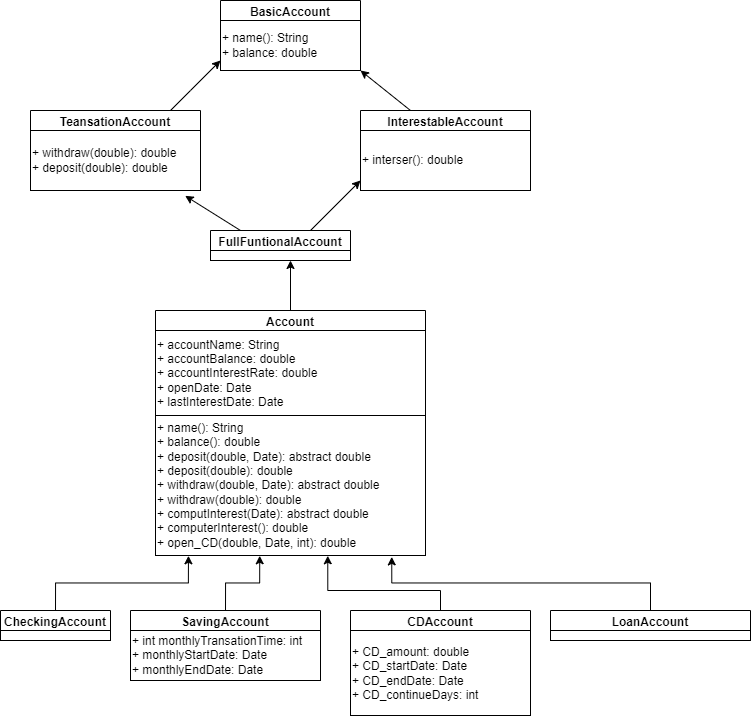 BasicAccount
+ name(): String
+ balance: double
TeansationAccount
+ withdraw(double): double
+ deposit(double): double
InterestableAccount
+ interser(): double
FullFuntionalAccount
Account
+ accountName: String
+ accountBalance: double
+ accountInterestRate: double
+ openDate: Date
+ lastInterestDate: Date
+ name(): String
+ balance(): double
+ deposit(double, Date): abstract double
+ deposit(double): double
+ withdraw(double, Date): abstract double
+ withdraw(double): double
+ computInterest(Date): abstract double
+ computerInterest(): double
+ open_CD(double, Date, int): double
CheckingAccount
SavingAccount
+ int monthlyTransationTime: int
+ monthlyStartDate: Date
+ monthlyEndDate: Date
CDAccount
+ CD_amount: double
+ CD_startDate: Date
+ CD_endDate: Date
+ CD_continueDays: int
LoanAccount